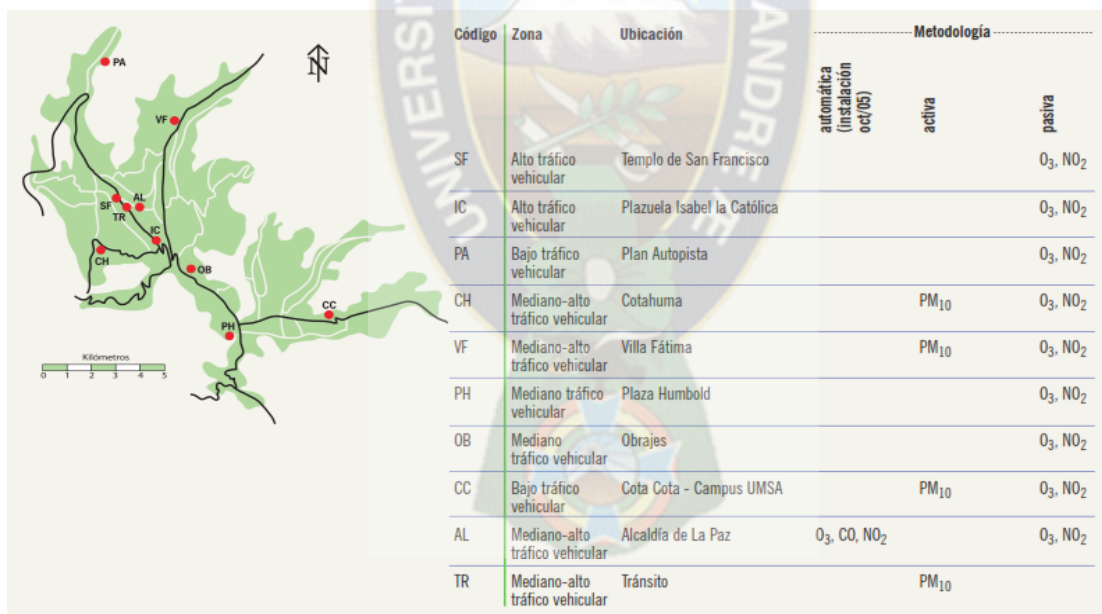 PA
N
VF
SF
AL
TR
IC
CH
OB
CC
PH
Kilómetros
0 1 2 3 4 5
Código Zona Ubicación Metodología
automática
(instalación
oct/05)
activa
pasiva
SF Alto tráfico Templo de San Francisco O3, NO2
vehicular
IC Alto tráfico Plazuela Isabel la Católica O3, NO2
vehicular
PA Bajo tráfico Plan Autopista O3, NO2
vehicular
CH Mediano-alto Cotahuma PM10 O3, NO2
tráfico vehicular
VF Mediano-alto Villa Fátima PM10 O3, NO2
tráfico vehicular
PH Mediano tráfico Plaza Humbold O3, NO2
vehicular
OB Mediano Obrajes O3, NO2
tráfico vehicular
CC Bajo tráfico Cota Cota - Campus UMSA PM10 O3, NO2
vehicular
AL Mediano-alto Alcaldía de La Paz O3, CO, NO2 O3, NO2
tráfico vehicular
TR Mediano-alto Tránsito PM10
tráfico vehicular